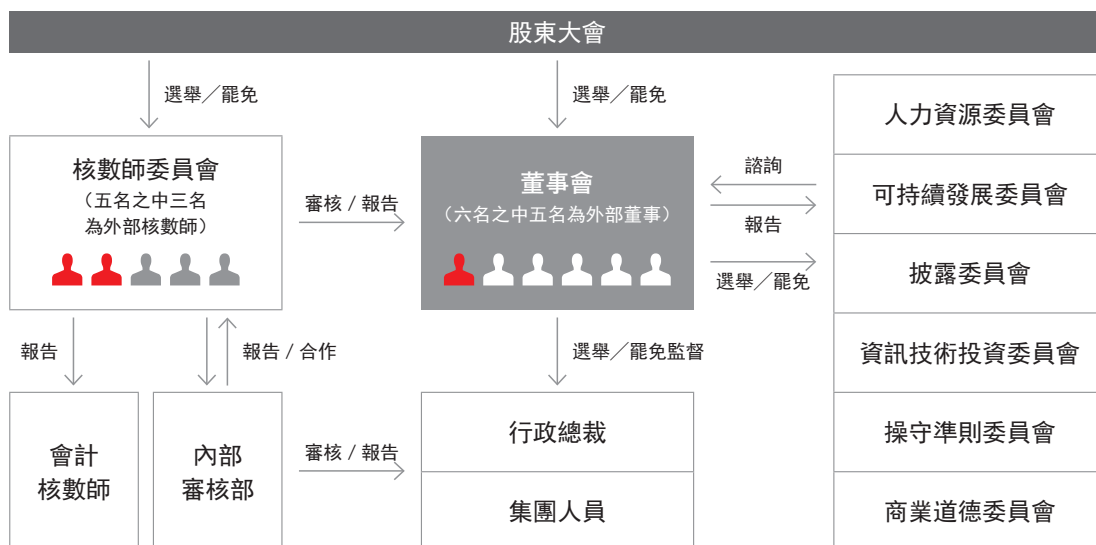 股東大會
選舉／罷免
選舉／罷免
核數師委員會
（五名之中三名
為外部核數師）
審核 / 報告
董事會
（六名之中五名為外部董事）
諮詢
報告
選舉／罷免
人力資源委員會
可持續發展委員會
披露委員會
資訊技術投資委員會
操守準則委員會
商業道德委員會
報告
報告 / 合作
選舉／罷免監督
會計
核數師
內部
審核部
審核 / 報告
行政總裁
集團人員